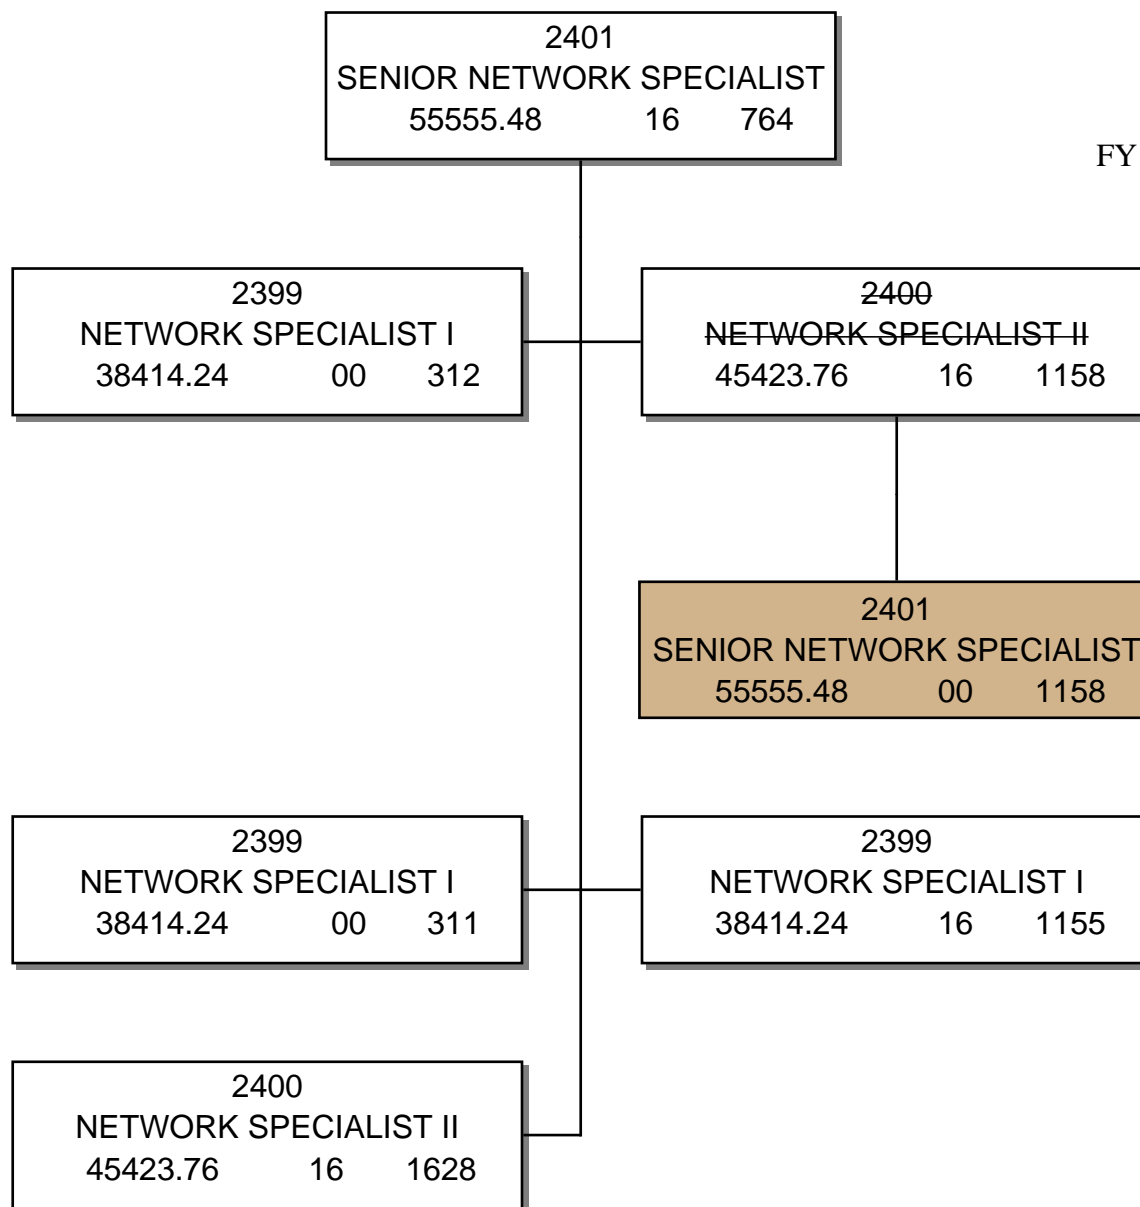 2401
SENIOR NETWORK SPECIALIST
55555.48 16 764
FY
2399
NETWORK SPECIALIST I
38414.24 00 312
2400
NETWORK SPECIALIST II
45423.76 16 1158
2401
SENIOR NETWORK SPECIALIST
55555.48 00 1158
2399
NETWORK SPECIALIST I
38414.24 00 311
2399
NETWORK SPECIALIST I
38414.24 16 1155
2400
NETWORK SPECIALIST II
45423.76 16 1628